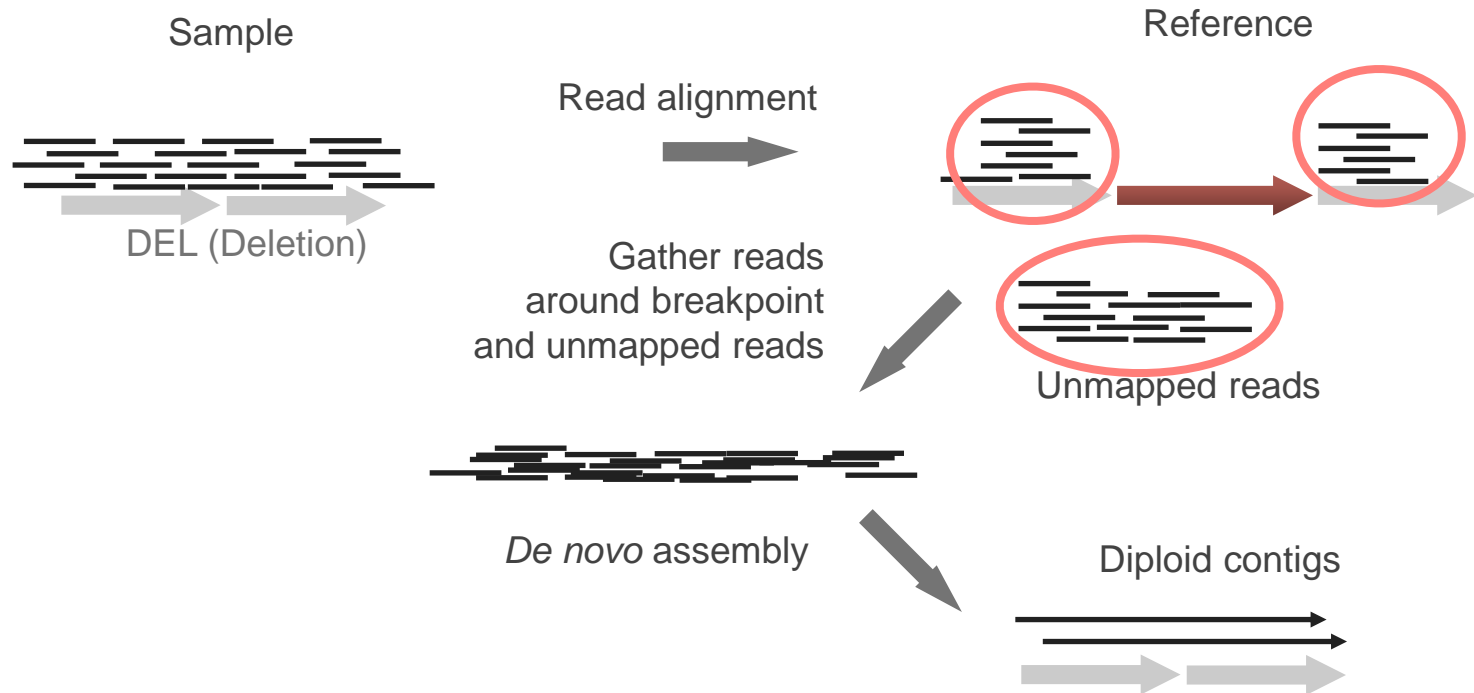 Sample
Reference
Read alignment
DEL (Deletion)
Gather reads
around breakpoint
and unmapped reads
Unmapped reads
De novo assembly
Diploid contigs